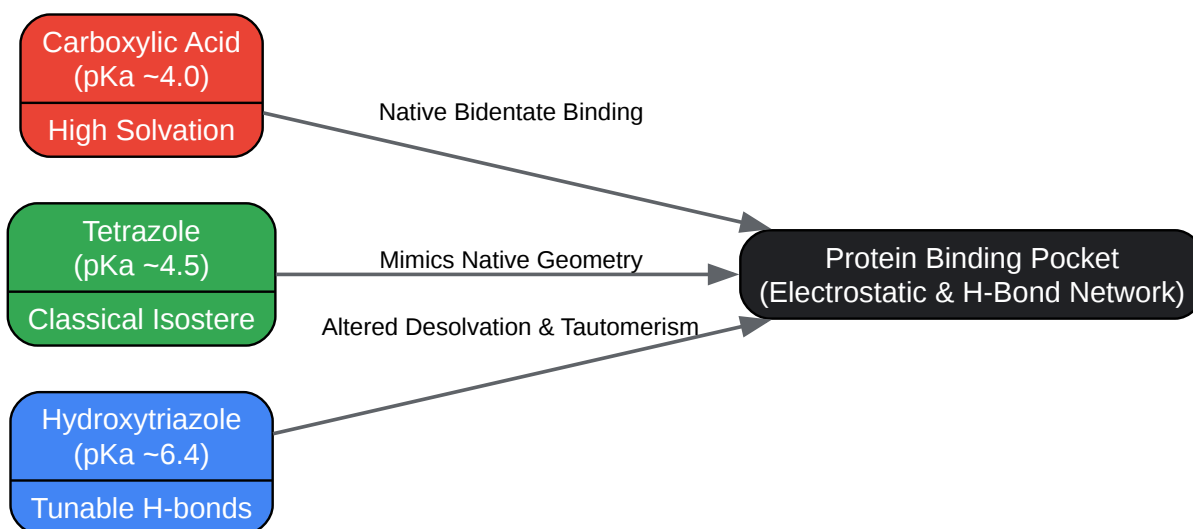 Carboxylic Acid
(pKa ~4.0)
High Solvation
Native Bidentate Binding
Tetrazole
(pKa ~4.5)
Classical Isostere
Mimics Native Geometry
Protein Binding Pocket
(Electrostatic & H-Bond Network)
Altered Desolvation & Tautomerism
Hydroxytriazole
(pKa ~6.4)
Tunable H-bonds